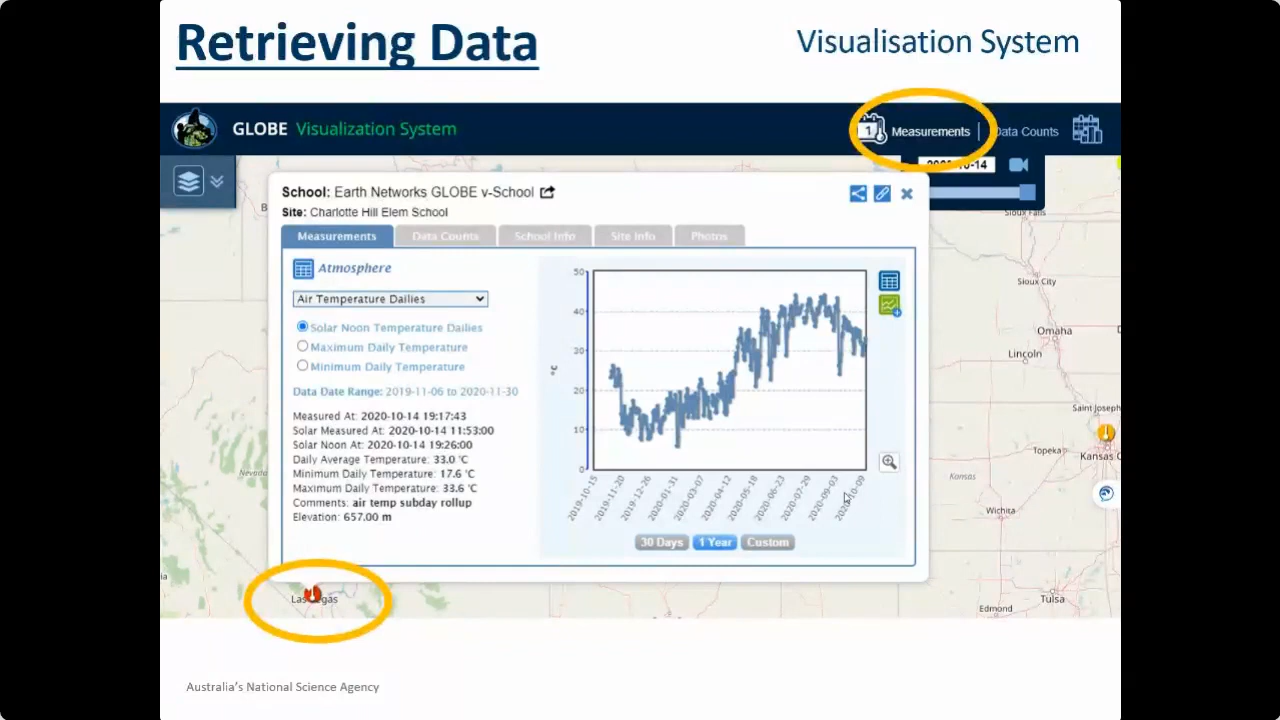 Retrieving Data
Visualisation System
GLOBE Visualization System
1 Measurements | Data Counts
School: Earth Networks GLOBE v-School
Site: Charlotte Hill Elem School
Measurements Data Counts School Info Site Info Photos
Atmosphere
Air Temperature Dailies
Solar Noon Temperature Dailies
Maximum Daily Temperature
Minimum Daily Temperature
Data Date Range: 2019-11-06 to 2020-11-30
Measured At: 2020-10-14 19:17:43
Solar Measured At: 2020-10-14 11:53:00
Solar Noon At: 2020-10-14 19:26:00
Daily Average Temperature: 33.0 °C
Minimum Daily Temperature: 17.6 °C
Maximum Daily Temperature: 33.6 °C
Comments: air temp subday rollup
Elevation: 657.00 m
50
40
30
20
10
0
°C
2019-10-15
2019-11-20
2019-12-26
2020-01-31
2020-03-07
2020-04-12
2020-05-18
2020-06-23
2020-07-29
2020-09-03
30 Days 1 Year Custom
Sioux Falls
Sioux City
Omaha
Lincoln
Saint Joseph
Topeka
Kansas
Kansas C
Wichita
Nevada
Las Vegas
Edmond
Tulsa
Australia's National Science Agency